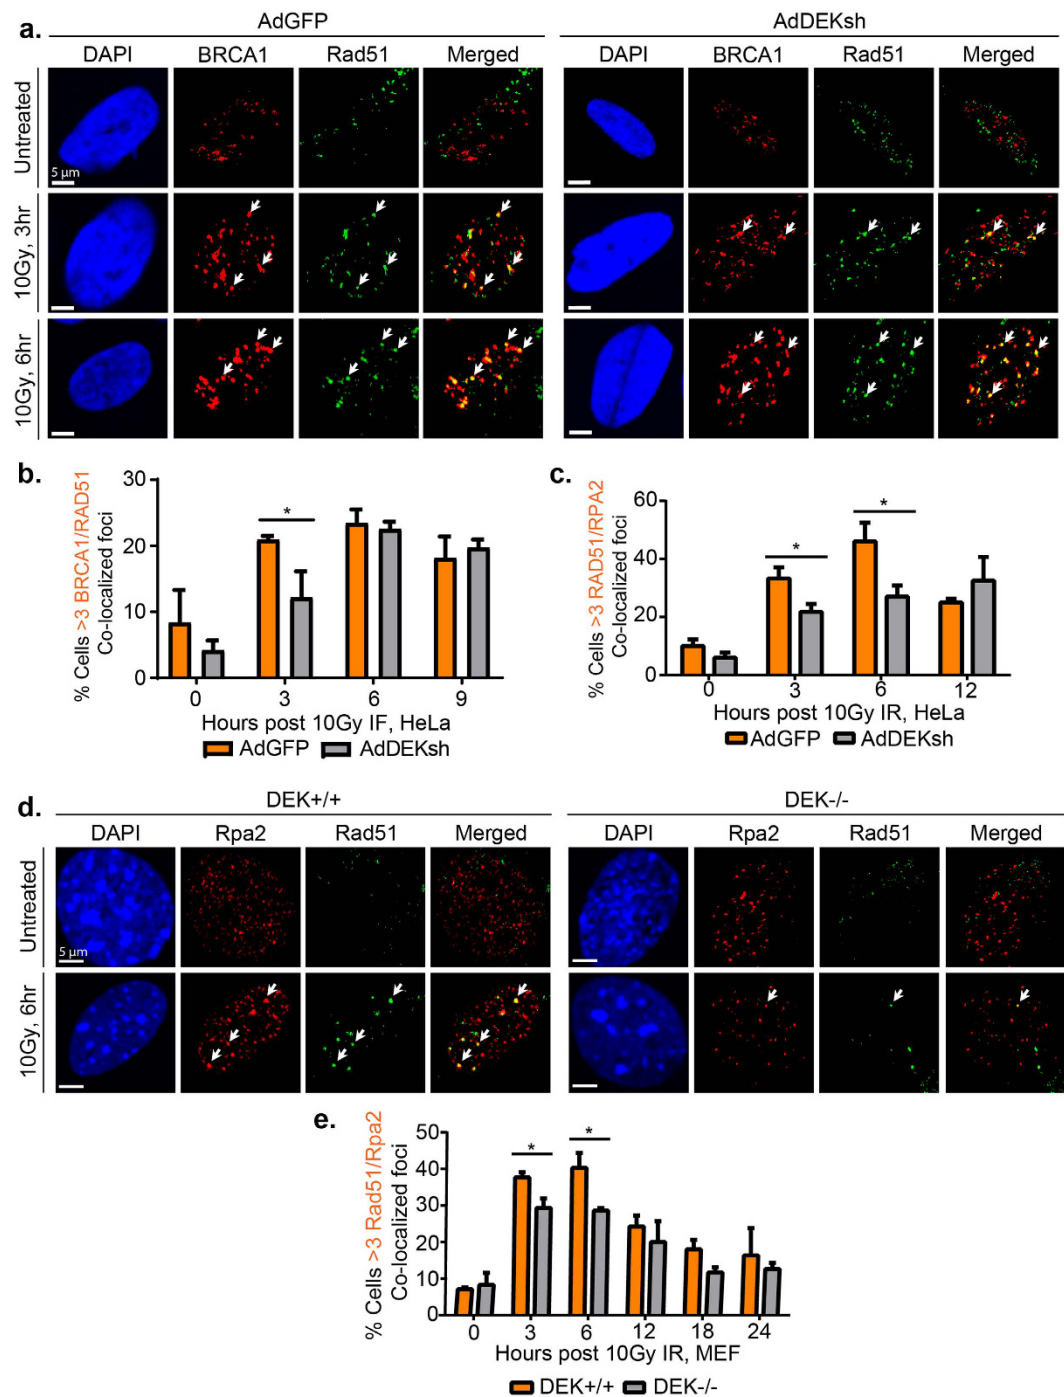 a.
AdGFP
AdDEKsh
DAPI BRCA1 Rad51 Merged
DAPI BRCA1 Rad51 Merged
Untreated
5 µm
10Gy, 3hr
10Gy, 6hr
b.
% Cells >3 BRCA1/RAD51
Co-localized foci
30
20
10
0
*
0 3 6 9
Hours post 10Gy IF, HeLa
AdGFP AdDEKsh
c.
% Cells >3 RAD51/RPA2
Co-localized foci
60
40
20
0
* *
0 3 6 12
Hours post 10Gy IR, HeLa
AdGFP AdDEKsh
d.
DEK+/+
DEK-/-
DAPI Rpa2 Rad51 Merged
DAPI Rpa2 Rad51 Merged
Untreated
5 µm
10Gy, 6hr
e.
% Cells >3 Rad51/Rpa2
Co-localized foci
50
40
30
20
10
0
* *
0 3 6 12 18 24
Hours post 10Gy IR, MEF
DEK+/+ DEK-/-